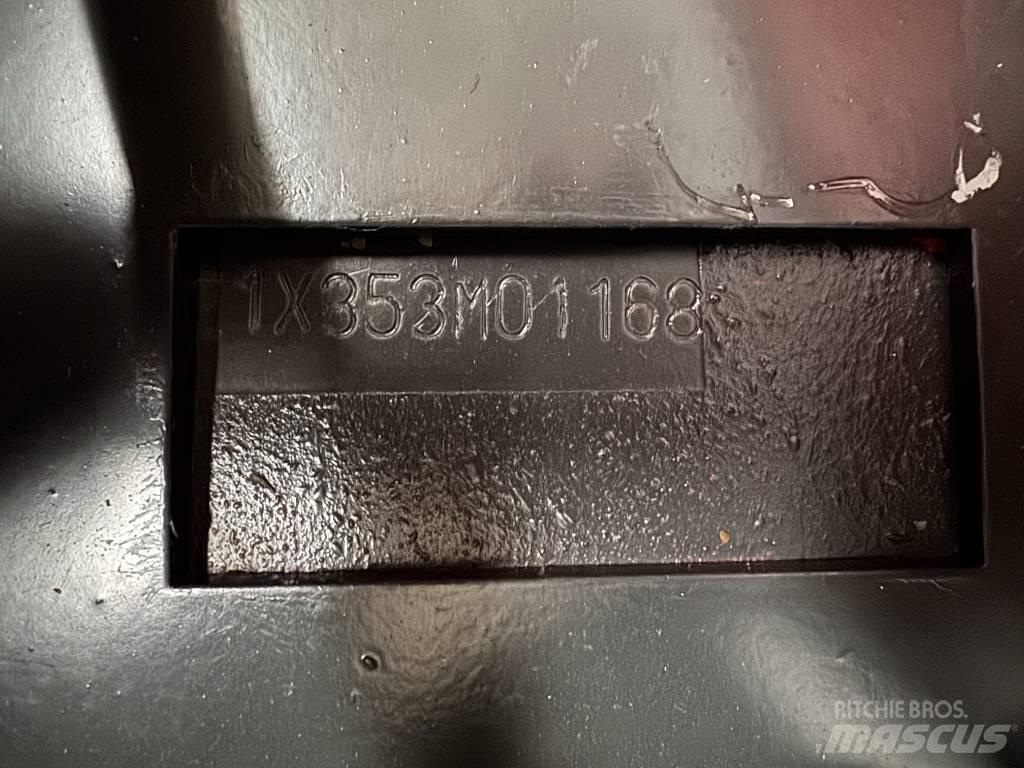 1X353M01168
RITCHIE BROS.
MASCUS